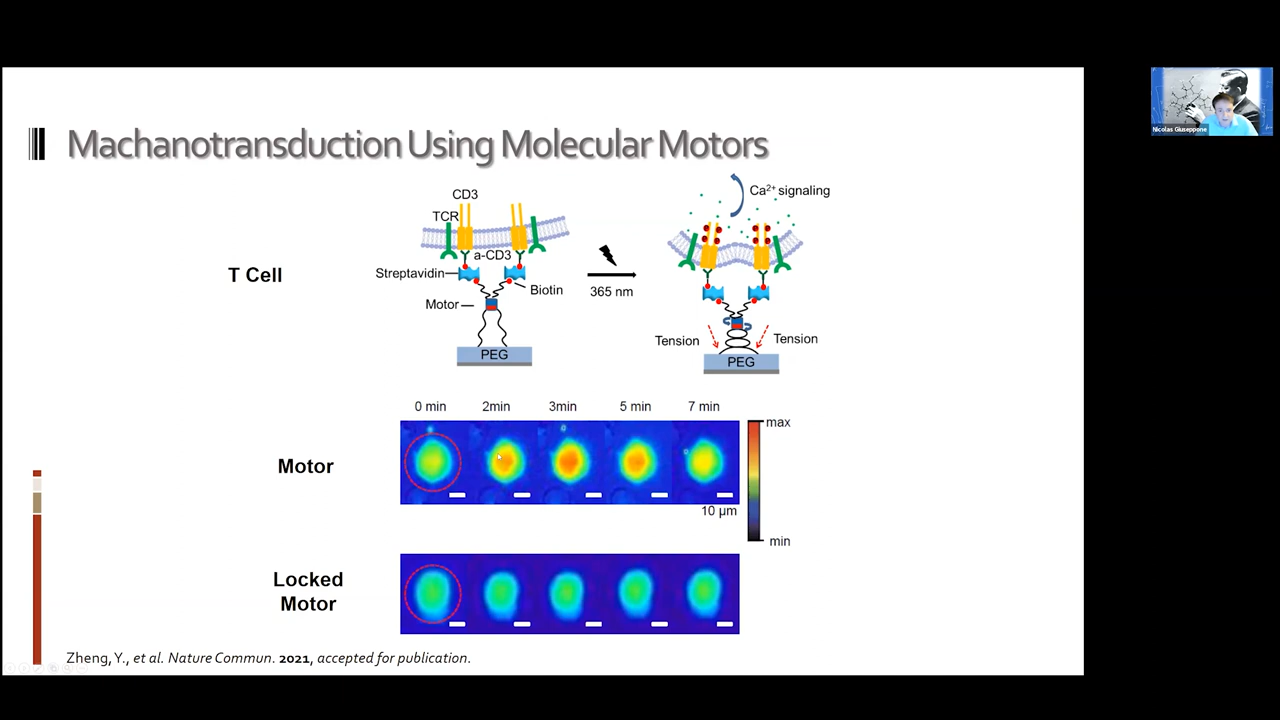 Nicolas Giuseppone
Machanotransduction Using Molecular Motors
CD3
TCR
a-CD3
Streptavidin
Biotin
Motor
PEG
T Cell
365 nm
Ca²⁺ signaling
Tension
Tension
PEG
0 min 2min 3min 5 min 7 min
Motor
max
10 µm
min
Locked
Motor
Zheng, Y., et al. Nature Commun. 2021, accepted for publication.